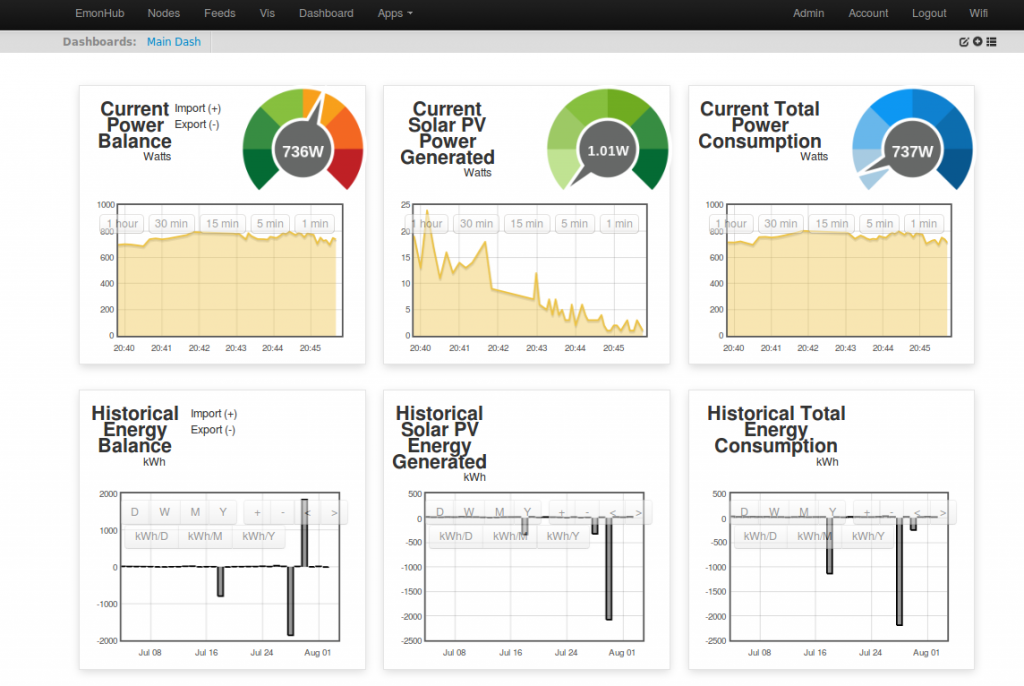 EmonHub Nodes Feeds Vis Dashboard Apps Admin Account Logout Wifi
Dashboards: Main Dash
Current
Power
Balance
Watts
Import (+)
Export (-)
736W
1000
800
600
400
200
0
1 hour 30 min 15 min 5 min 1 min
20:40 20:41 20:42 20:43 20:44 20:45
Current
Solar PV
Power
Generated
Watts
1.01W
25
20
15
10
5
0
1 hour 30 min 15 min 5 min 1 min
20:40 20:41 20:42 20:43 20:44 20:45
Current Total
Power
Consumption
Watts
737W
1000
800
600
400
200
0
1 hour 30 min 15 min 5 min 1 min
20:40 20:41 20:42 20:43 20:44 20:45
Historical
Energy
Balance
kWh
Import (+)
Export (-)
2000
1000
0
-1000
-2000
D W M Y + - < >
kWh/D kWh/M kWh/Y
Jul 08 Jul 16 Jul 24 Aug 01
Historical
Solar PV
Energy
Generated
kWh
500
0
-500
-1000
-1500
-2000
-2500
D W M Y + - < >
kWh/D kWh/M kWh/Y
Jul 08 Jul 16 Jul 24 Aug 01
Historical Total
Energy
Consumption
kWh
500
0
-500
-1000
-1500
-2000
-2500
D W M Y + - < >
kWh/D kWh/M kWh/Y
Jul 08 Jul 16 Jul 24 Aug 01